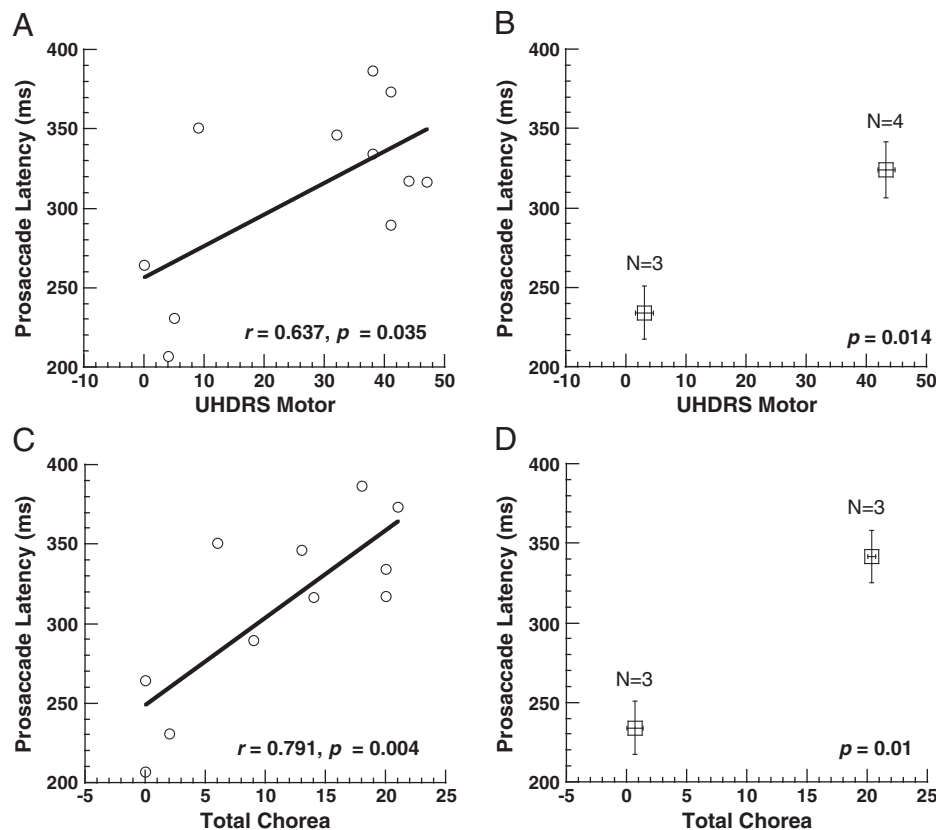 A
B
400
350
300
250
200
Prosaccade Latency (ms)
r = 0.637, p = 0.035
-10 0 10 20 30 40 50
UHDRS Motor
400
350
300
250
200
Prosaccade Latency (ms)
N=4
N=3
p = 0.014
-10 0 10 20 30 40 50
UHDRS Motor
C
D
400
350
300
250
200
Prosaccade Latency (ms)
r = 0.791, p = 0.004
-5 0 5 10 15 20 25
Total Chorea
400
350
300
250
200
Prosaccade Latency (ms)
N=3
N=3
p = 0.01
-5 0 5 10 15 20 25
Total Chorea